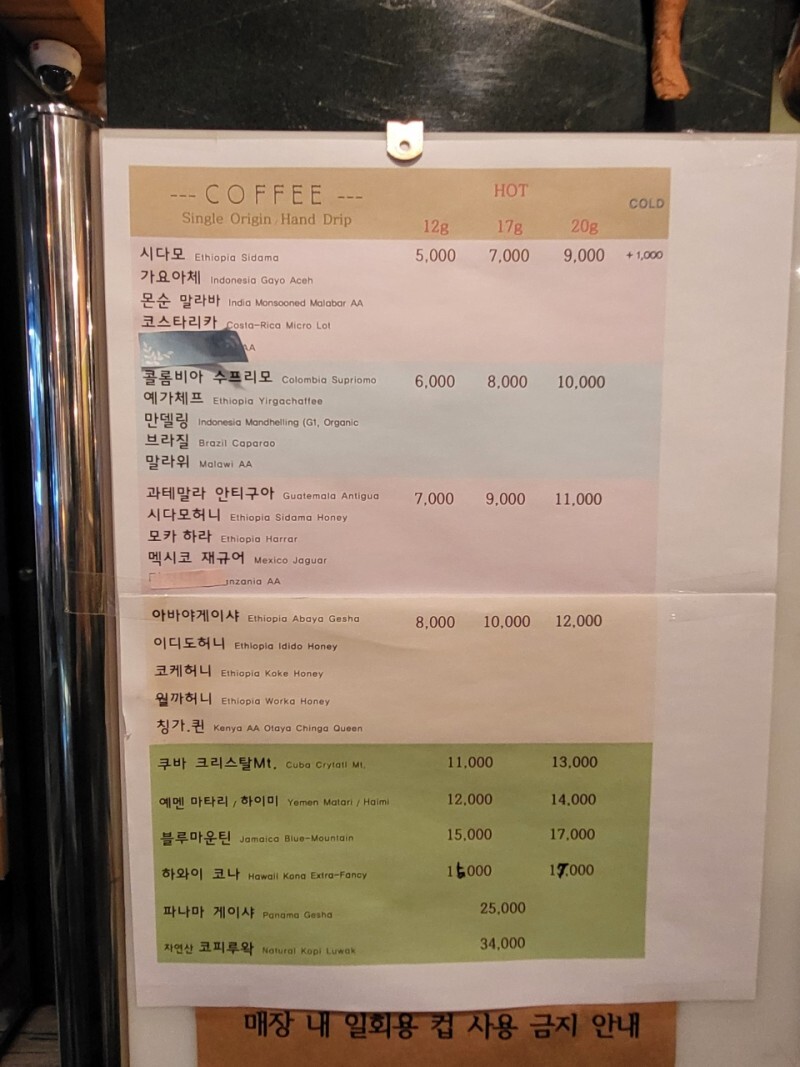 --- COFFEE ---
Single Origin / Hand Drip
HOT
COLD
12g 17g 20g
시다모 Ethiopia Sidama 5,000 7,000 9,000 +1,000
가요아체 Indonesia Gayo Aceh
몬순 말라바 India Monsooned Malabar AA
코스타리카 Costa-Rica Micro Lot
AA
콜롬비아 수프리모 Colombia Supriomo 6,000 8,000 10,000
예가체프 Ethiopia Yirgachaffee
만델링 Indonesia Mandhelling (G1, Organic
브라질 Brazil Caparao
말라위 Malawi AA
과테말라 안티구아 Guatemala Antigua 7,000 9,000 11,000
시다모허니 Ethiopia Sidama Honey
모카 하라 Ethiopia Harrar
멕시코 재규어 Mexico Jaguar
anzania AA
아바야게이샤 Ethiopia Abaya Gesha 8,000 10,000 12,000
이디도허니 Ethiopia Idido Honey
코케허니 Ethiopia Koke Honey
월까허니 Ethiopia Worka Honey
칭가.퀸 Kenya AA Otaya Chinga Queen
쿠바 크리스탈Mt. Cuba Crytatl Mt. 11,000 13,000
예멘 마타리 / 하이미 Yemen Matari / Haimi 12,000 14,000
블루마운틴 Jamaica Blue-Mountain 15,000 17,000
하와이 코나 Hawaii Kona Extra-Fancy 15000 17.000
파나마 게이샤 Panama Gesha 25,000
자연산 코피루왁 Natural Kopi Luwak 34,000
매장 내 일회용 컵 사용 금지 안내